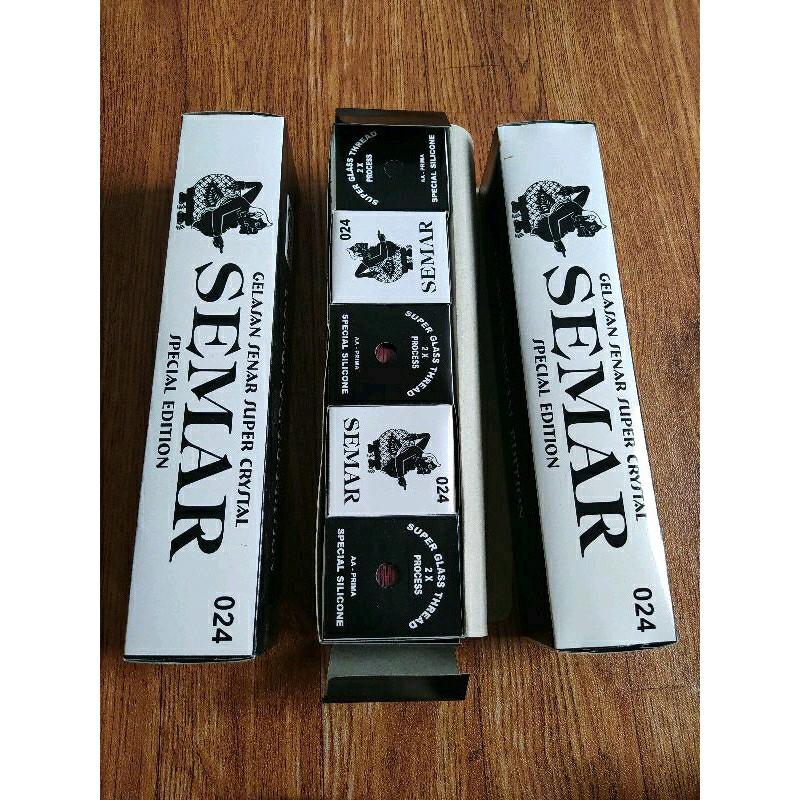 GELASAN SENAR SUPER CRYSTAL
SEMAR
SPECIAL EDITION
024
SUPER GLASS THREAD
2 X
PROCESS
AA - PRIMA
SPECIAL SILICONE
024
SEMAR
SUPER GLASS THREAD
2 X
PROCESS
AA - PRIMA
SPECIAL SILICONE
SEMAR
024
SUPER GLASS THREAD
2 X
PROCESS
AA - PRIMA
SPECIAL SILICONE
GELASAN SENAR SUPER CRYSTAL
SEMAR
SPECIAL EDITION
024